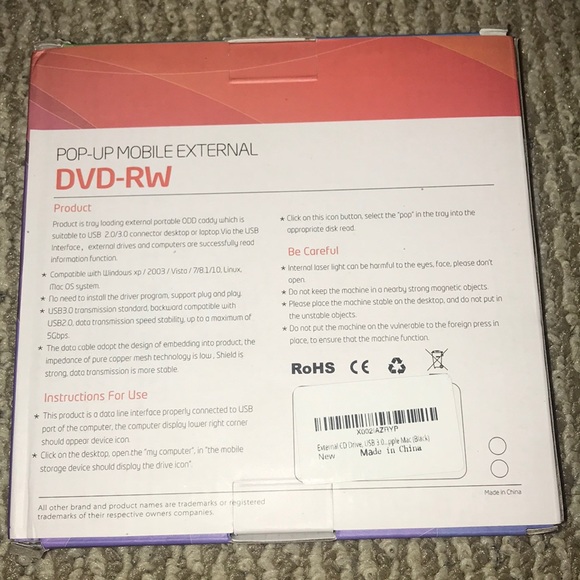 POP-UP MOBILE EXTERNAL
DVD-RW
Product
Product is tray loading external portable ODD caddy which is
suitable to USB 2.0/3.0 connector desktop or laptop. Via the USB
interface, external drives and computers are successfully read
information function.
★ Compatible with Windows xp / 2003 / Vista / 7/8.1/10, Linux,
Mac OS system.
★ No need to install the driver program, support plug and play.
★ USB3.0 transmission standard, backward compatible with
USB2.0, data transmission speed stability, up to a maximum of
5Gbps.
★ The data cable adopt the design of embedding into product, the
impedance of pure copper mesh technology is low. Shield is
strong, data transmission is more stable.
Instructions For Use
★ This product is a data line interface properly connected to USB
port of the computer, the computer display lower right corner
should appear device icon.
★ Click on the desktop, open the "my computer", in "the mobile
storage device should display the drive icon".
★ Click on this icon button, select the "pop" in the tray into the
appropriate disk read.
Be Careful
★ Internal laser light can be harmful to the eyes, face, please don't
open.
★ Do not keep the machine in a nearby strong magnetic objects.
★ Please place the machine stable on the desktop, and do not put in
the unstable objects.
★ Do not put the machine on the vulnerable to the foreign press in
place, to ensure that the machine function.
RoHS CE
External CD Drive, USB 3.0...pple Mac (Black)
New Made in China
Made in China
All other brand and product names are trademarks or registered
trademarks of their respective owners companies.